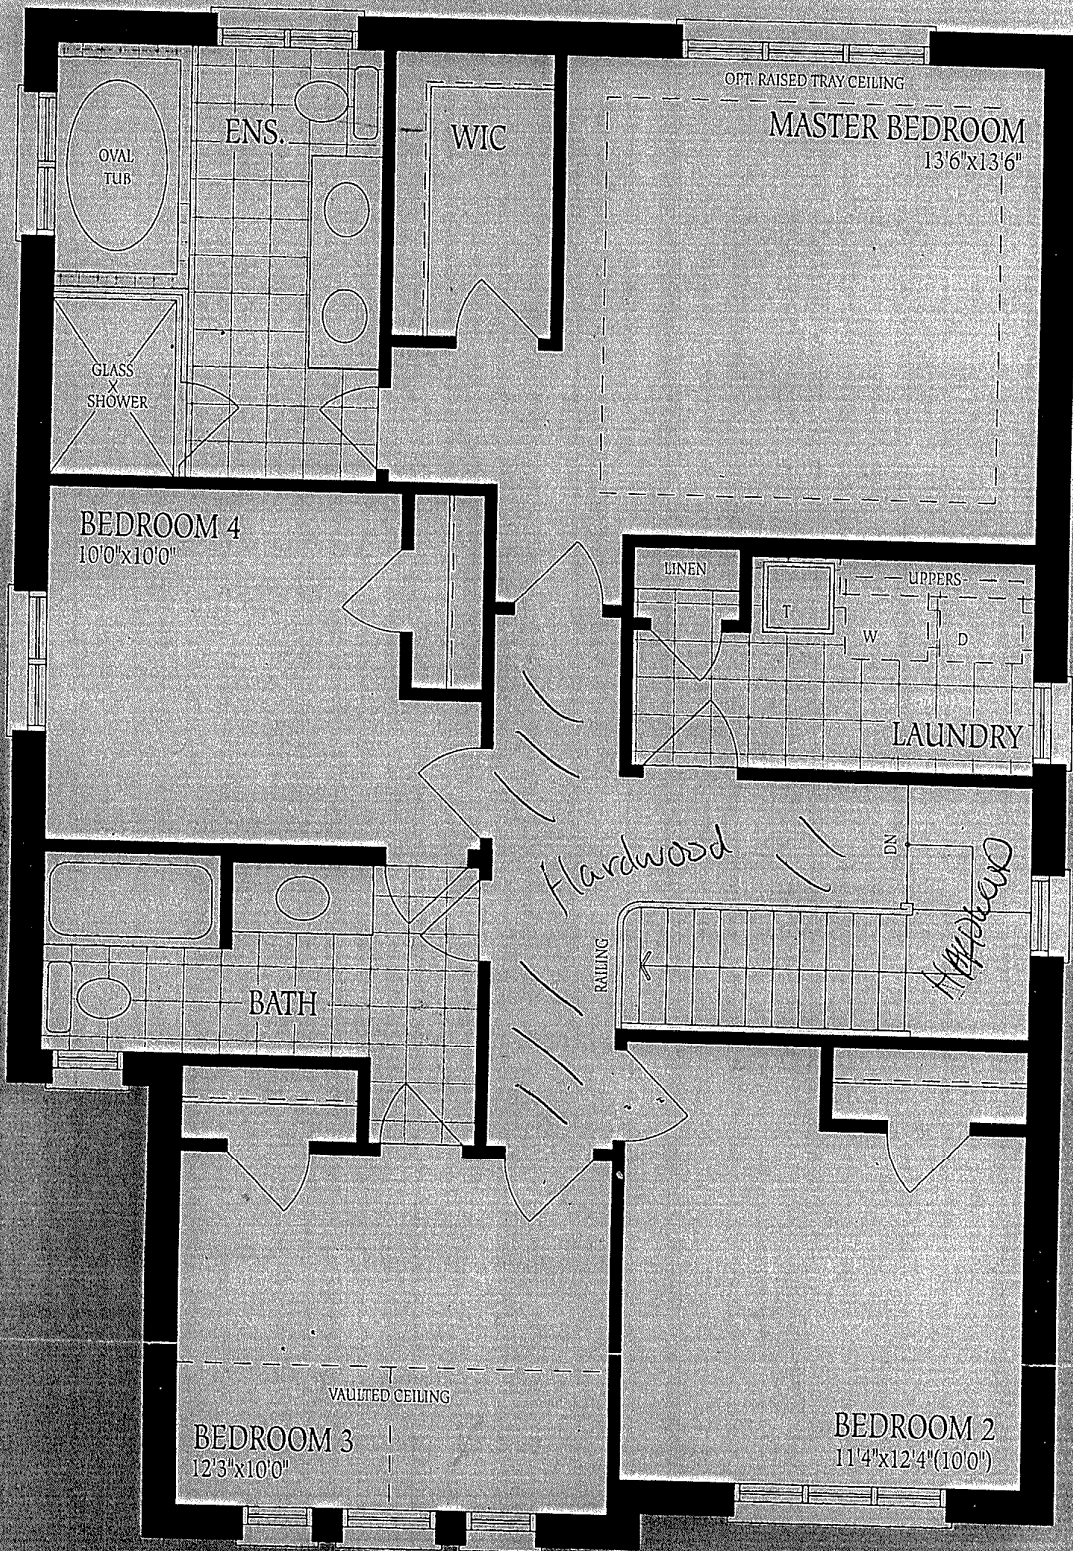 OPT. RAISED TRAY CEILING
MASTER BEDROOM
13'6"x13'6"
ENS.
WIC
OVAL
TUB
GLASS
X
SHOWER
BEDROOM 4
10'0"x10'0"
LINEN
UPPERS
T
W
D
LAUNDRY
Hardwood
DN
RAILING
BATH
VAULTED CEILING
BEDROOM 3
12'3"x10'0"
BEDROOM 2
11'4"x12'4"(10'0")